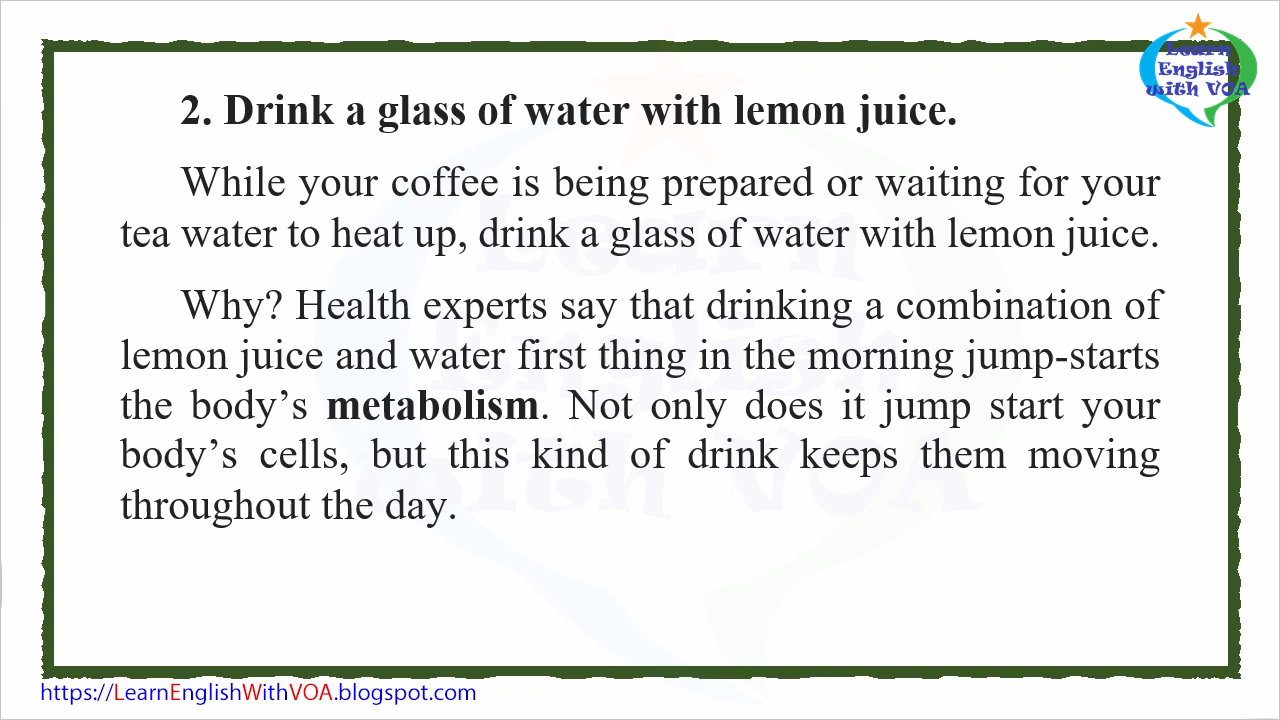 Learn
English
with VOA
2. Drink a glass of water with lemon juice.
While your coffee is being prepared or waiting for your
tea water to heat up, drink a glass of water with lemon juice.
Why? Health experts say that drinking a combination of
lemon juice and water first thing in the morning jump-starts
the body’s metabolism. Not only does it jump start your
body’s cells, but this kind of drink keeps them moving
throughout the day.
Learn
English
with VOA
https://LearnEnglishWithVOA.blogspot.com